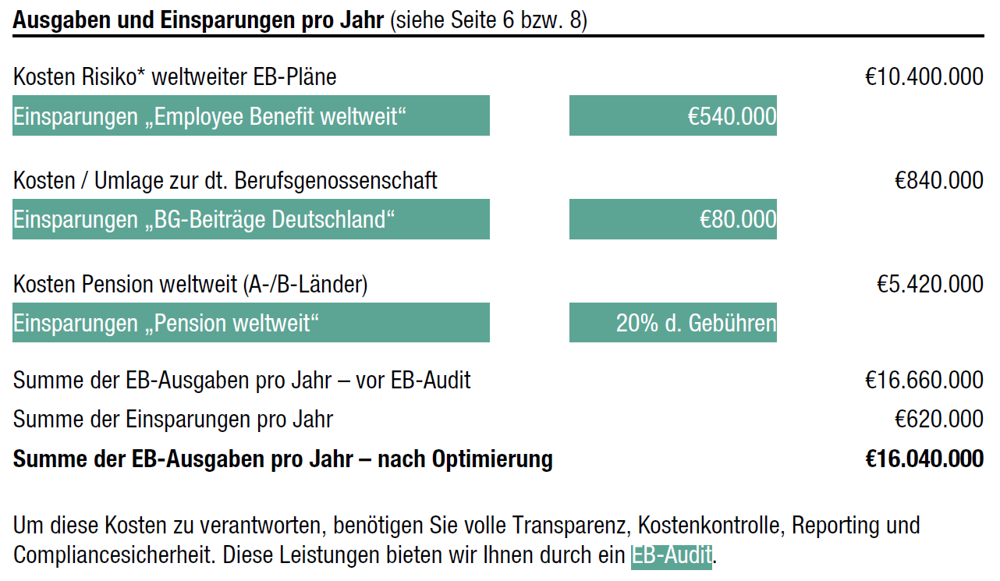 Ausgaben und Einsparungen pro Jahr (siehe Seite 6 bzw. 8)
Kosten Risiko* weltweiter EB-Pläne €10.400.000
Einsparungen „Employee Benefit weltweit“ €540.000
Kosten / Umlage zur dt. Berufsgenossenschaft €840.000
Einsparungen „BG-Beiträge Deutschland“ €80.000
Kosten Pension weltweit (A-/B-Länder) €5.420.000
Einsparungen „Pension weltweit“ 20% d. Gebühren
Summe der EB-Ausgaben pro Jahr – vor EB-Audit €16.660.000
Summe der Einsparungen pro Jahr €620.000
Summe der EB-Ausgaben pro Jahr – nach Optimierung €16.040.000
Um diese Kosten zu verantworten, benötigen Sie volle Transparenz, Kostenkontrolle, Reporting und
Compliancesicherheit. Diese Leistungen bieten wir Ihnen durch ein EB-Audit.